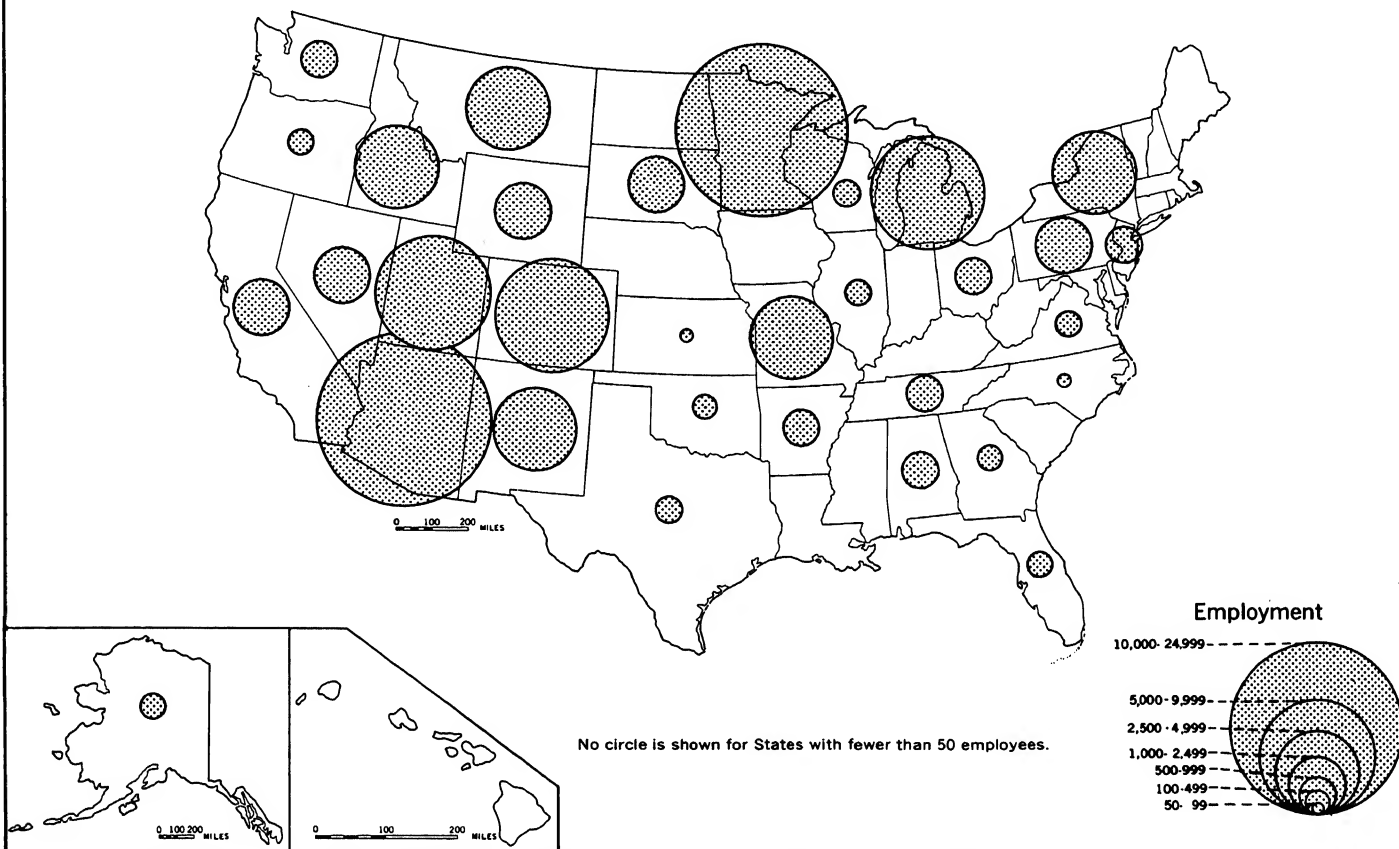 0 100 200 MILES
Employment
10,000- 24,999
5,000- 9,999
2,500 - 4,999
1,000- 2,499
500-999
100-499
50- 99
No circle is shown for States with fewer than 50 employees.
0 100 200 MILES
0 100 200 MILES